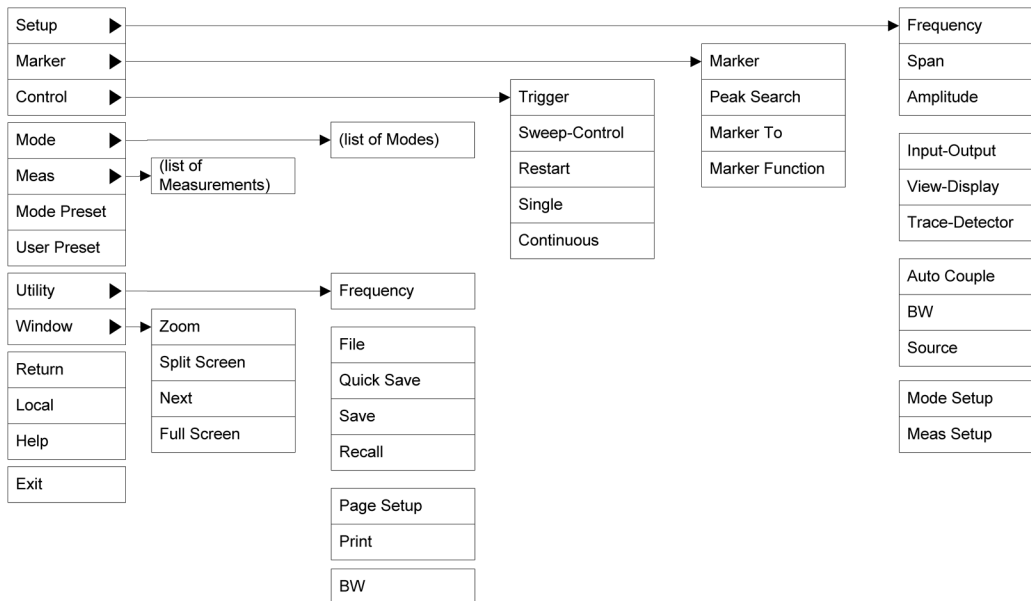 Setup
Marker
Control
Mode
Meas
Mode Preset
User Preset
Utility
Window
Return
Local
Help
Exit
(list of
Measurements)
Zoom
Split Screen
Next
Full Screen
(list of Modes)
Frequency
File
Quick Save
Save
Recall
Page Setup
Print
BW
Trigger
Sweep-Control
Restart
Single
Continuous
Marker
Peak Search
Marker To
Marker Function
Frequency
Span
Amplitude
Input-Output
View-Display
Trace-Detector
Auto Couple
BW
Source
Mode Setup
Meas Setup